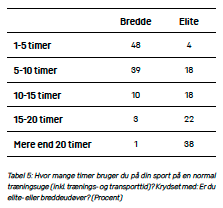 Bredde Elite
1-5 timer 48 4
5-10 timer 39 18
10-15 timer 10 18
15-20 timer 3 22
Mere end 20 timer 1 38
Tabel 5: Hvor mange timer bruger du på din sport på en normal
træningsuge (inkl. trænings- og transporttid)? Krydset med: Er du
elite- eller breddeudøver? (Procent)